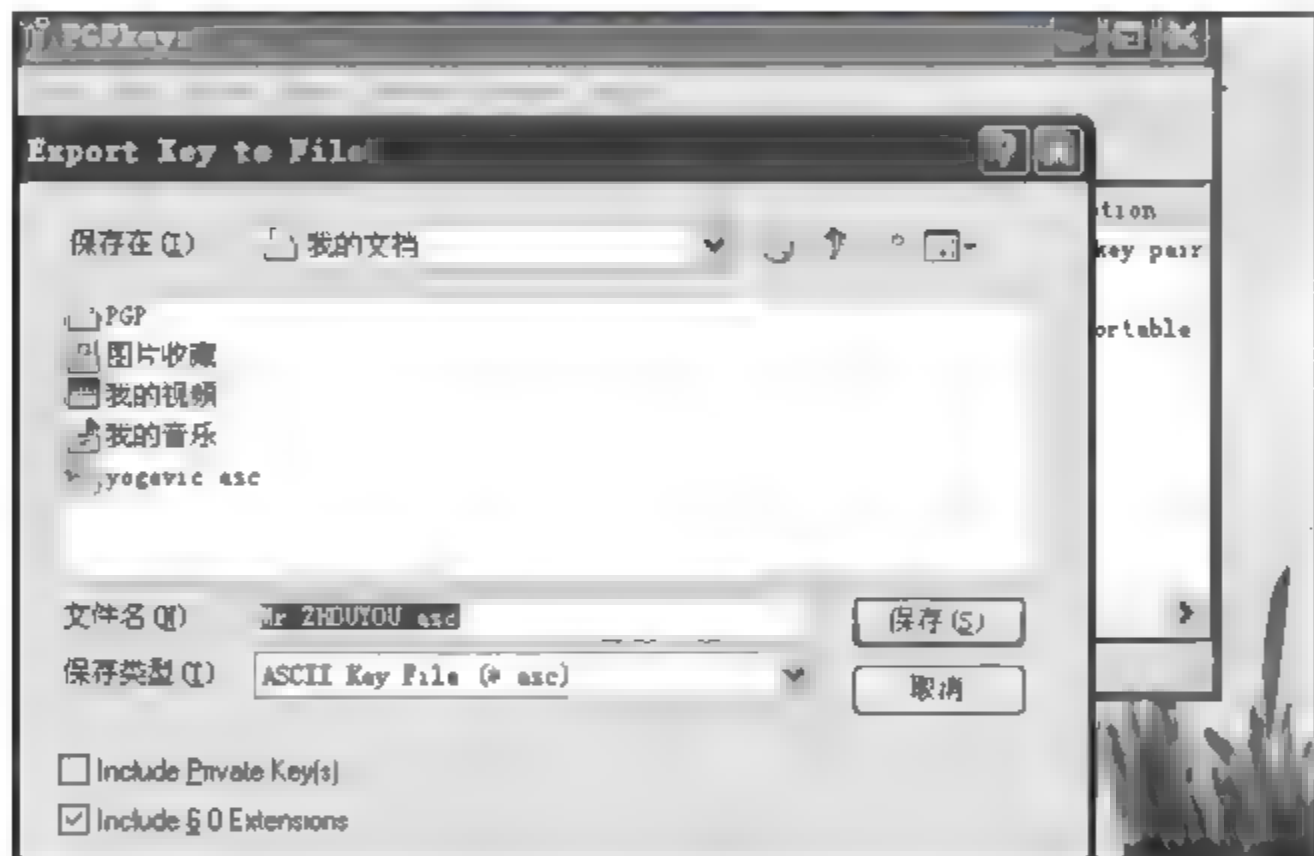 PGPkeys
Export Key to File
保存在(I)
我的文档
tion
key pair
ortable
PGP
图片收藏
我的视频
我的音乐
yogavic asc
文件名(N)
Mr ZHOUYOU asc
保存(S)
保存类型(T)
ASCII Key File (* asc)
取消
Include Private Key(s)
Include 6 0 Extensions